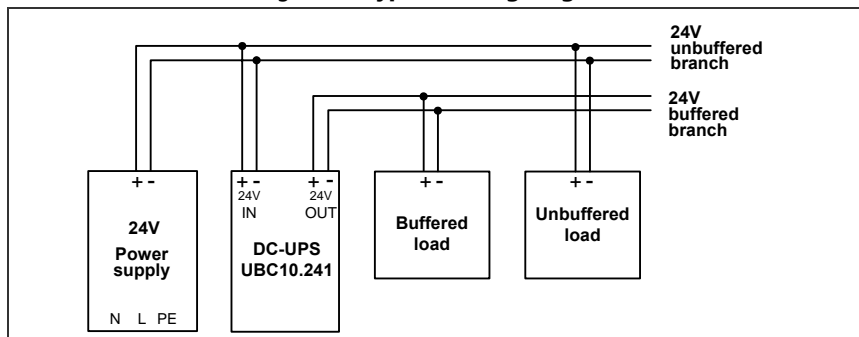 24V
unbuffered
branch
24V
buffered
branch
+ -
24V
Power
supply
N L PE
+ - + -
24V 24V
IN OUT
DC-UPS
UBC10.241
+ -
Buffered
load
+ -
Unbuffered
load